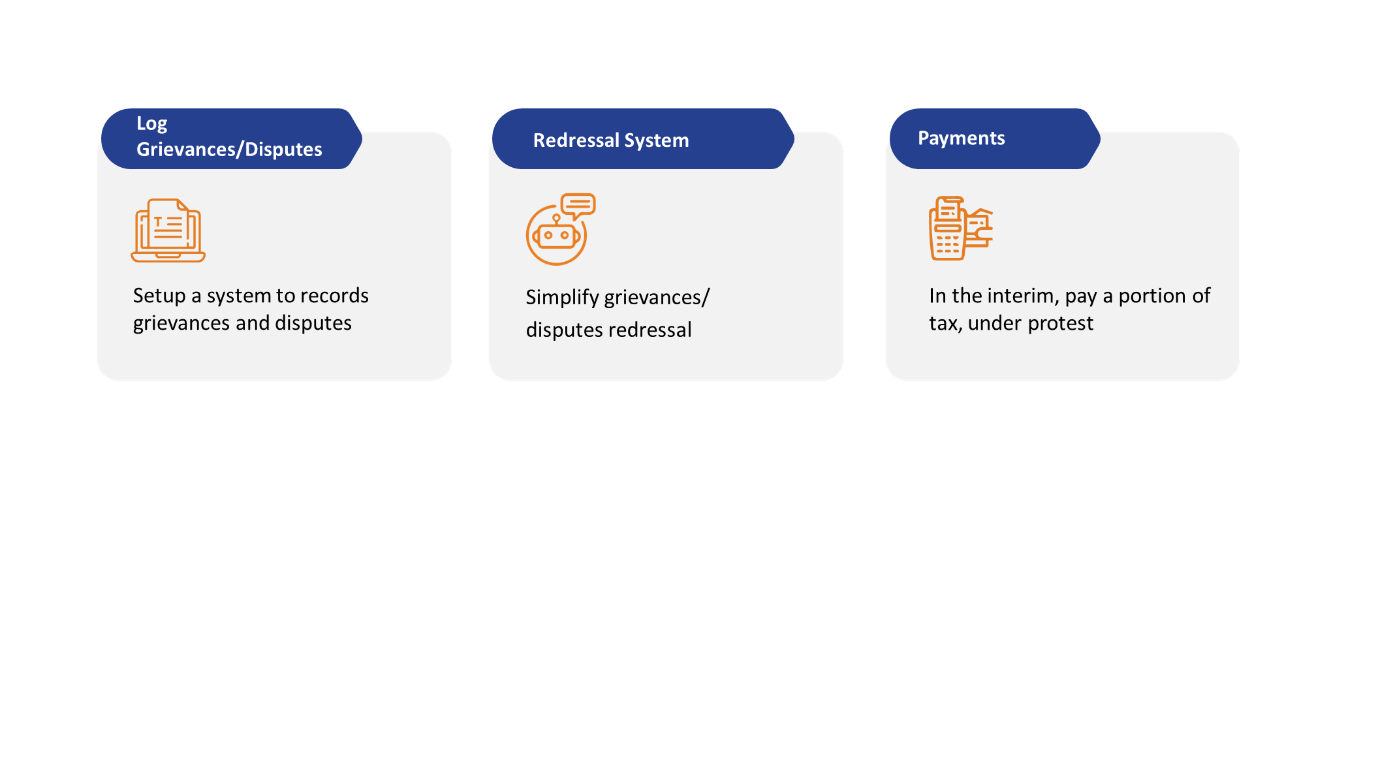 Log
Grievances/Disputes
Setup a system to records
grievances and disputes
Redressal System
Simplify grievances/
disputes redressal
Payments
In the interim, pay a portion of
tax, under protest